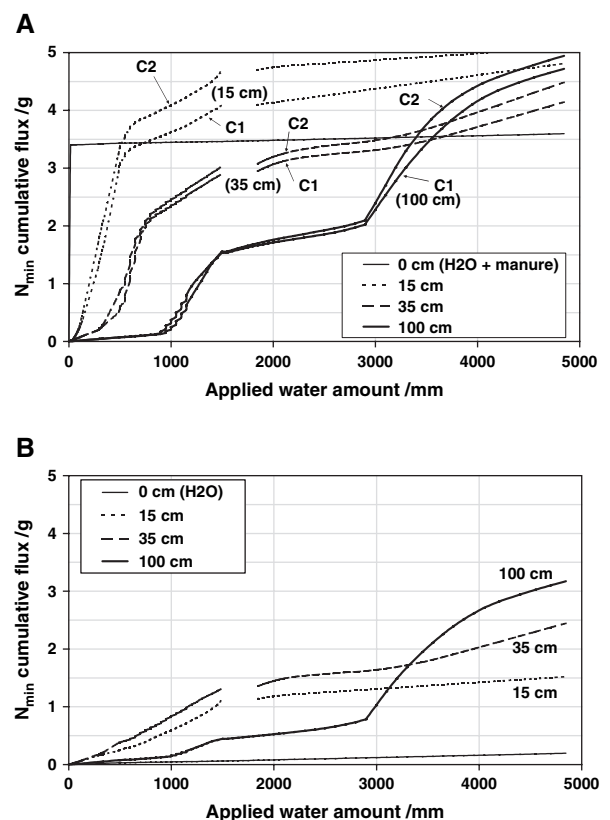 A
5
4
3
2
1
0
0 1000 2000 3000 4000 5000
Nmin cumulative flux /g
Applied water amount /mm
C2
(15 cm)
C1
C2
(35 cm)
C1
C2
C1
(100 cm)
0 cm (H2O + manure)
15 cm
35 cm
100 cm
B
5
4
3
2
1
0
0 1000 2000 3000 4000 5000
Nmin cumulative flux /g
Applied water amount /mm
0 cm (H2O)
15 cm
35 cm
100 cm
100 cm
35 cm
15 cm